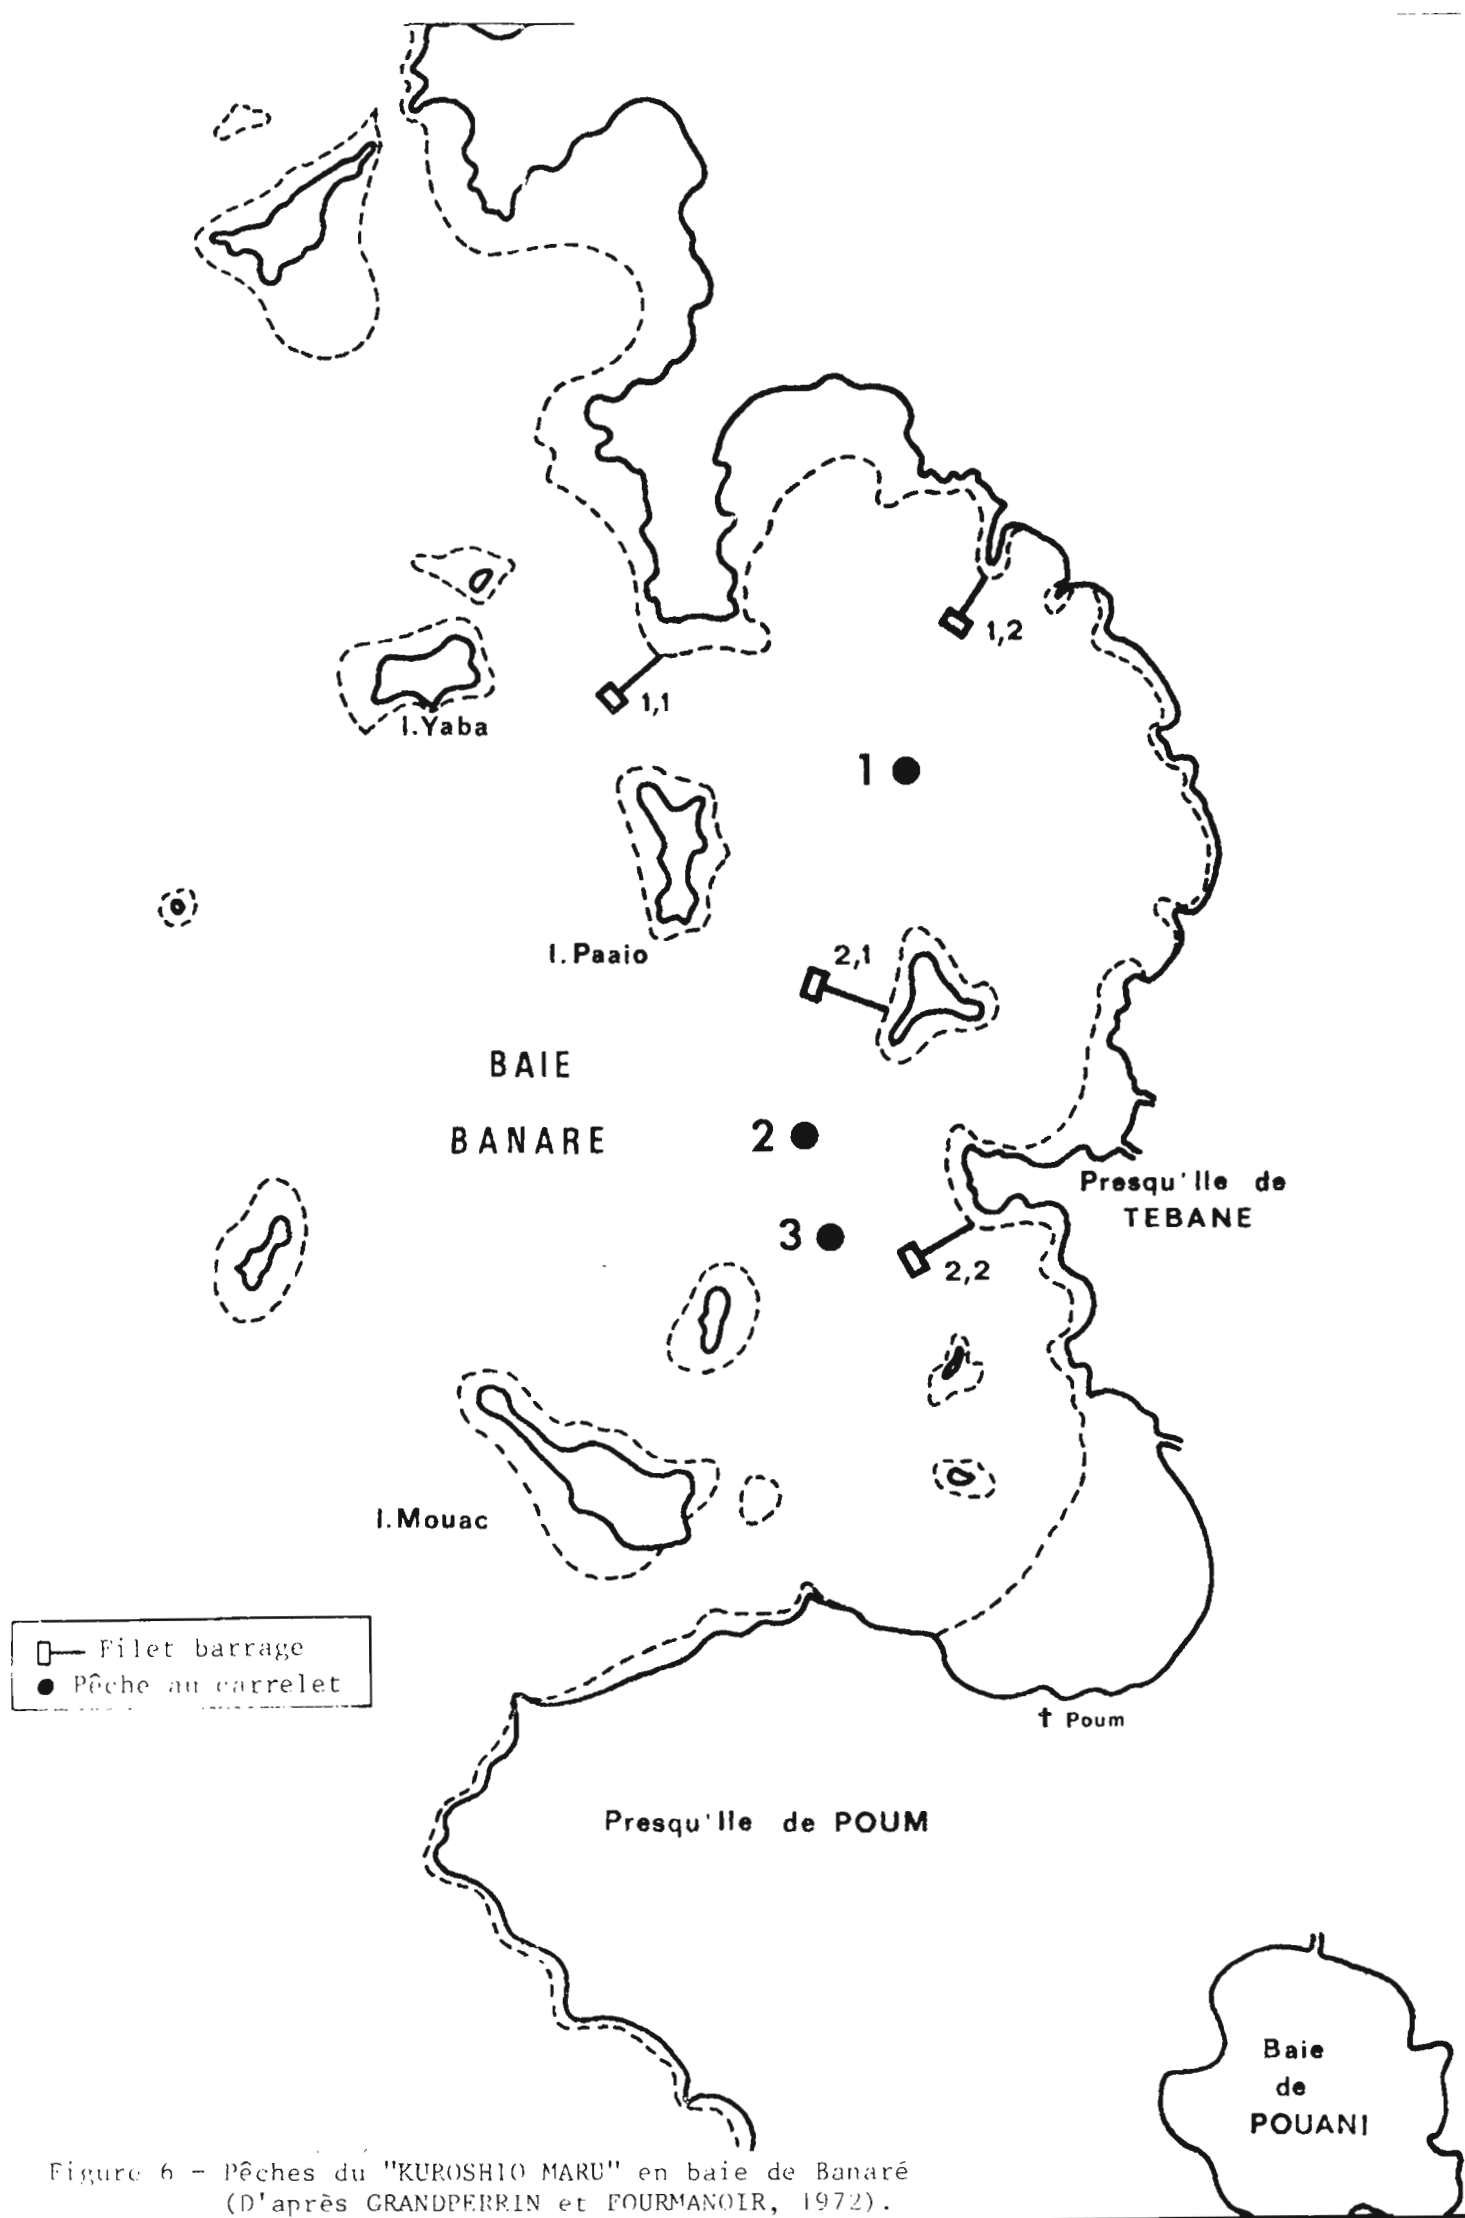 1,2
1,1
I.Yaba
1
I.Paaio
2,1
BAIE
BANARE
2
Presqu'Ile de
TEBANE
3
2,2
I.Mouac
Filet barrage
Pêche au carrelet
† Poum
Presqu'Ile de POUM
Baie
de
POUANI
Figure 6 - Pêches du "KUROSHIO MARU" en baie de Banaré
(D'après GRANDPERRIN et FOURMANOIR, 1972).